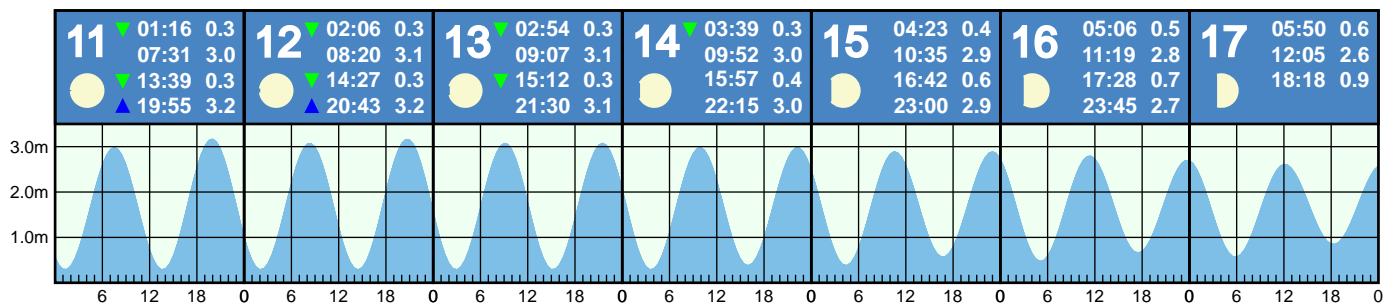 11 ▼ 01:16 0.3
07:31 3.0
▼ 13:39 0.3
▲ 19:55 3.2
12 ▼ 02:06 0.3
08:20 3.1
▼ 14:27 0.3
▲ 20:43 3.2
13 ▼ 02:54 0.3
09:07 3.1
▼ 15:12 0.3
21:30 3.1
14 ▼ 03:39 0.3
09:52 3.0
15:57 0.4
22:15 3.0
15 04:23 0.4
10:35 2.9
16:42 0.6
23:00 2.9
16 05:06 0.5
11:19 2.8
17:28 0.7
23:45 2.7
17 05:50 0.6
12:05 2.6
18:18 0.9
3.0m
2.0m
1.0m
6 12 18 0 6 12 18 0 6 12 18 0 6 12 18 0 6 12 18 0 6 12 18 0 6 12 18 0